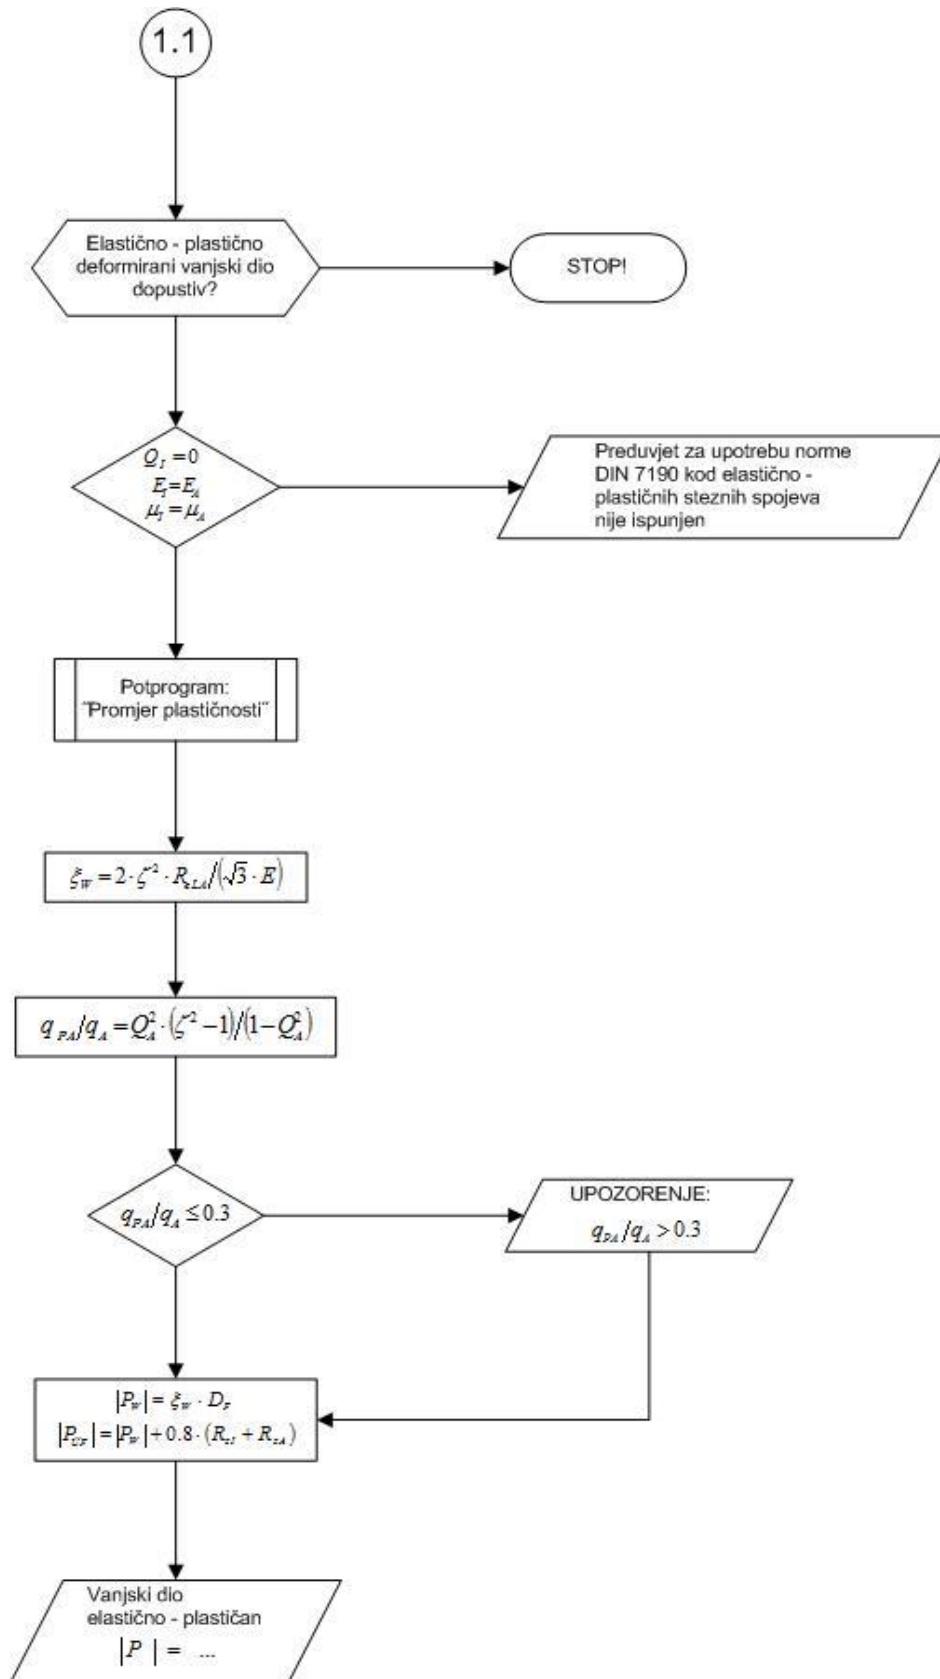 1.1
Elastično - plastično
deformirani vanjski dio
dopustiv?
STOP!
Q_I = 0
E_I = E_A
μ_I = μ_A
Preduvjet za upotrebu norme
DIN 7190 kod elastično -
plastičnih steznih spojeva
nije ispunjen
Potprogram:
˝Promjer plastičnosti˝
ξ_W = 2 · ζ² · R_eLA/(√3 · E)
q_PA/q_A = Q_A² · (ζ² − 1)/(1 − Q_A²)
q_PA/q_A ≤ 0.3
UPOZORENJE:
q_PA/q_A > 0.3
|P_W| = ξ_W · D_F
|P_ÜF| = |P_W| + 0.8 · (R_zI + R_zA)
Vanjski dio
elastično - plastičan
|P | = ...